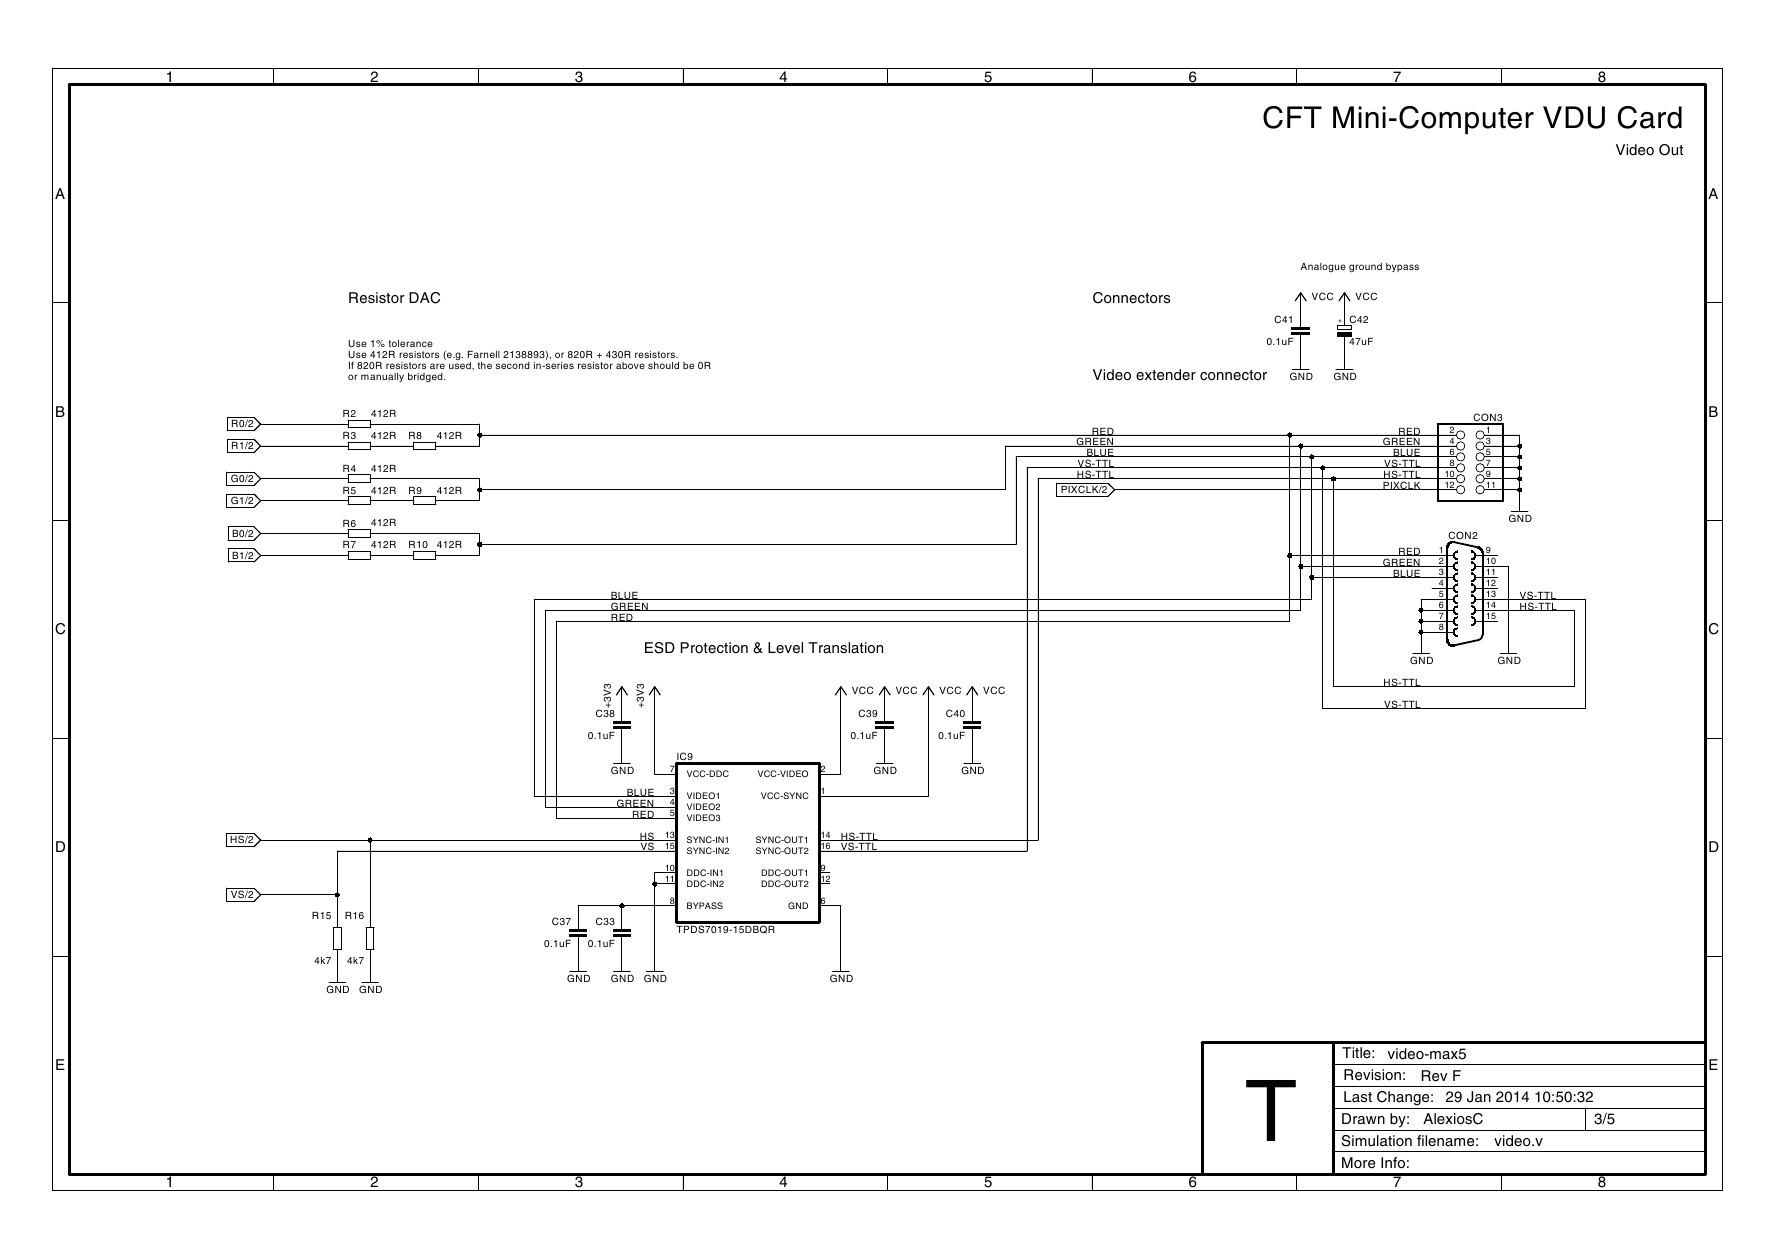 1 2 3 4 5 6 7 8
CFT Mini-Computer VDU Card
Video Out
A A
Analogue ground bypass
Resistor DAC
Connectors
VCC VCC
C41 + C42
0.1uF 47uF
GND GND
Use 1% tolerance
Use 412R resistors (e.g. Farnell 2138893), or 820R + 430R resistors.
If 820R resistors are used, the second in-series resistor above should be 0R
or manually bridged.
Video extender connector
B B
R0/2 R2 412R
R1/2 R3 412R R8 412R
G0/2 R4 412R
G1/2 R5 412R R9 412R
B0/2 R6 412R
B1/2 R7 412R R10 412R
CON3
RED RED 2 1
GREEN GREEN 4 3
BLUE BLUE 6 5
VS-TTL VS-TTL 8 7
HS-TTL HS-TTL 10 9
PIXCLK/2 PIXCLK 12 11
GND
CON2
RED 1 9
GREEN 2 10
BLUE 3 11
4 12
5 13 VS-TTL
6 14 HS-TTL
7 15
8
GND GND
HS-TTL
VS-TTL
C C
BLUE
GREEN
RED
ESD Protection & Level Translation
+3V3 +3V3 VCC VCC VCC VCC
C38 C39 C40
0.1uF 0.1uF 0.1uF
GND GND GND
IC9
7 VCC-DDC VCC-VIDEO 2
BLUE 3 VIDEO1 VCC-SYNC 1
GREEN 4 VIDEO2
RED 5 VIDEO3
D D
HS/2 HS 13 SYNC-IN1 SYNC-OUT1 14 HS-TTL
VS 15 SYNC-IN2 SYNC-OUT2 16 VS-TTL
10 DDC-IN1 DDC-OUT1 9
11 DDC-IN2 DDC-OUT2 12
VS/2
8 BYPASS GND 6
TPDS7019-15DBQR
R15 R16
4k7 4k7
GND GND
C37 C33
0.1uF 0.1uF
GND GND GND GND
E E
T
Title: video-max5
Revision: Rev F
Last Change: 29 Jan 2014 10:50:32
Drawn by: AlexiosC 3/5
Simulation filename: video.v
More Info:
1 2 3 4 5 6 7 8